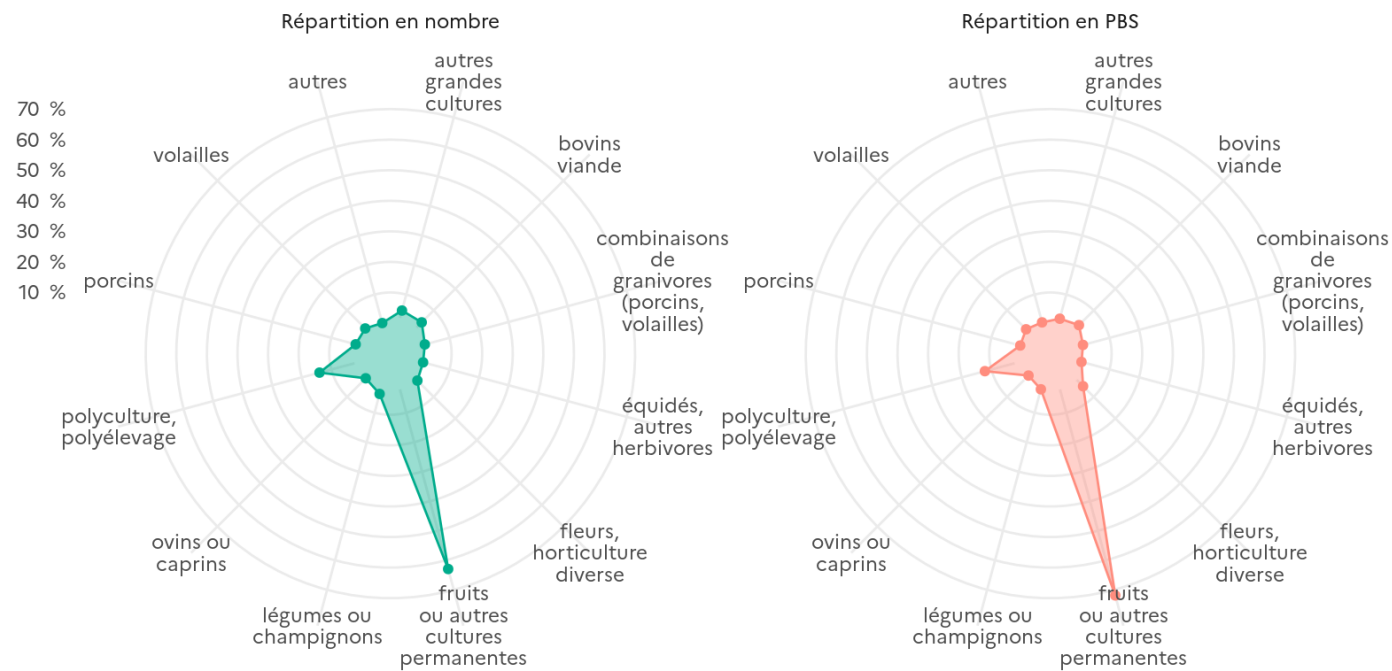 Répartition en nombre
autres
grandes
cultures
autres
70 %
60 %
50 %
40 %
30 %
20 %
10 %
bovins
viande
volailles
combinaisons
de
granivores
(porcins,
volailles)
porcins
équidés,
autres
herbivores
polyculture,
polyélevage
fleurs,
horticulture
diverse
ovins ou
caprins
fruits
ou autres
cultures
permanentes
légumes ou
champignons
Répartition en PBS
autres
grandes
cultures
autres
bovins
viande
volailles
combinaisons
de
granivores
(porcins,
volailles)
porcins
équidés,
autres
herbivores
polyculture,
polyélevage
fleurs,
horticulture
diverse
ovins ou
caprins
fruits
ou autres
cultures
permanentes
légumes ou
champignons